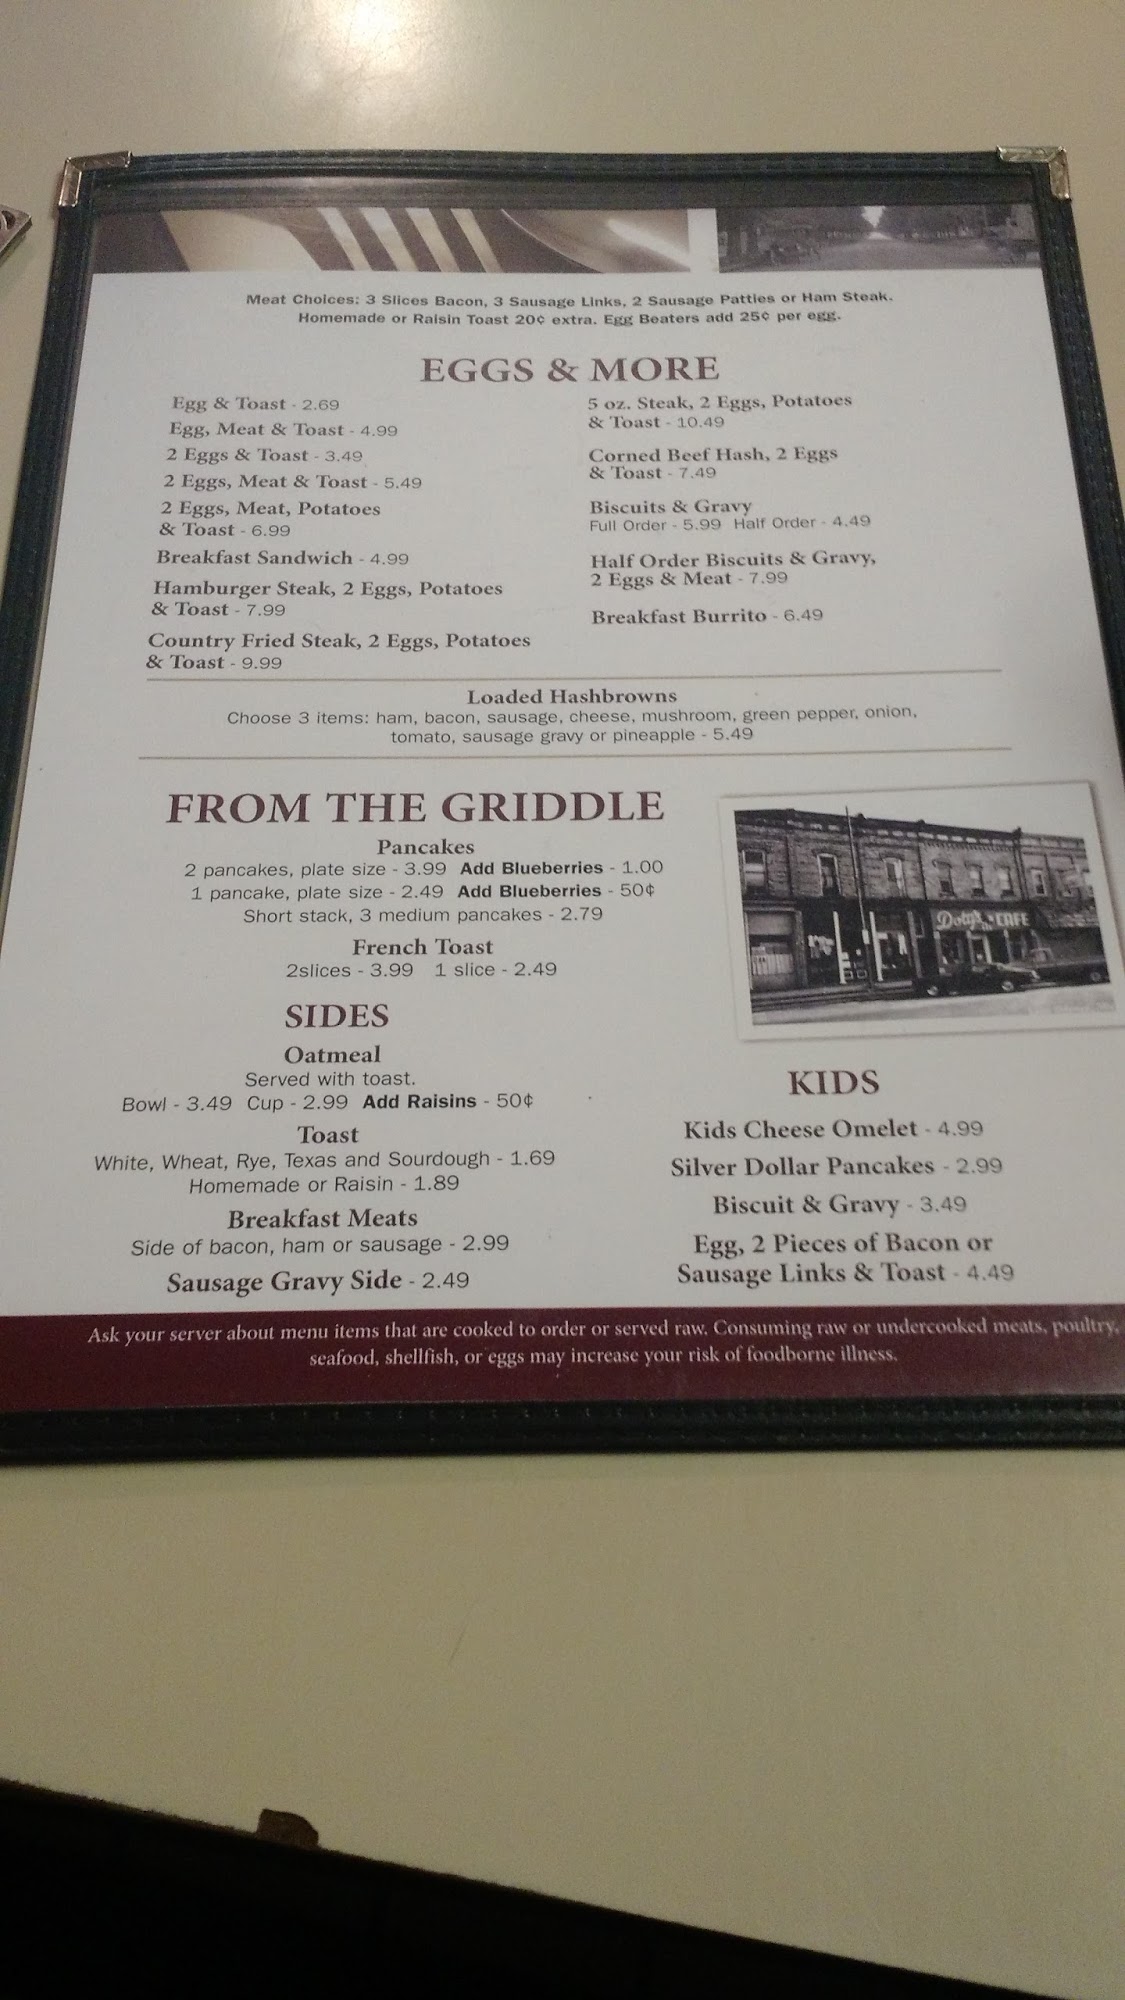 Meat Choices: 3 Slices Bacon, 3 Sausage Links, 2 Sausage Patties or Ham Steak.
Homemade or Raisin Toast 20¢ extra. Egg Beaters add 25¢ per egg.
EGGS & MORE
Egg & Toast - 2.69
Egg, Meat & Toast - 4.99
2 Eggs & Toast - 3.49
2 Eggs, Meat & Toast - 5.49
2 Eggs, Meat, Potatoes
& Toast - 6.99
Breakfast Sandwich - 4.99
Hamburger Steak, 2 Eggs, Potatoes
& Toast - 7.99
Country Fried Steak, 2 Eggs, Potatoes
& Toast - 9.99
5 oz. Steak, 2 Eggs, Potatoes
& Toast - 10.49
Corned Beef Hash, 2 Eggs
& Toast - 7.49
Biscuits & Gravy
Full Order - 5.99 Half Order - 4.49
Half Order Biscuits & Gravy,
2 Eggs & Meat - 7.99
Breakfast Burrito - 6.49
Loaded Hashbrowns
Choose 3 items: ham, bacon, sausage, cheese, mushroom, green pepper, onion,
tomato, sausage gravy or pineapple - 5.49
FROM THE GRIDDLE
Pancakes
2 pancakes, plate size - 3.99 Add Blueberries - 1.00
1 pancake, plate size - 2.49 Add Blueberries - 50¢
Short stack, 3 medium pancakes - 2.79
French Toast
2slices - 3.99 1 slice - 2.49
SIDES
Oatmeal
Served with toast.
Bowl - 3.49 Cup - 2.99 Add Raisins - 50¢
Toast
White, Wheat, Rye, Texas and Sourdough - 1.69
Homemade or Raisin - 1.89
Breakfast Meats
Side of bacon, ham or sausage - 2.99
Sausage Gravy Side - 2.49
CAFE
KIDS
Kids Cheese Omelet - 4.99
Silver Dollar Pancakes - 2.99
Biscuit & Gravy - 3.49
Egg, 2 Pieces of Bacon or
Sausage Links & Toast - 4.49
Ask your server about menu items that are cooked to order or served raw. Consuming raw or undercooked meats, poultry,
seafood, shellfish, or eggs may increase your risk of foodborne illness.